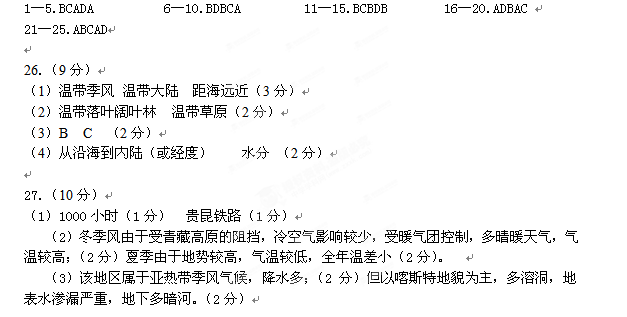 1—5.BCADA 6—10.BDBCA 11—15.BCBDB 16—20.ADBAC
21—25.ABCAD
26.（9分）
（1）温带季风 温带大陆 距海远近（3分）
（2）温带落叶阔叶林 温带草原（2分）
（3）B C （2分）
（4）从沿海到内陆（或经度） 水分 （2分）
27.（10分）
（1）1000小时（1分） 贵昆铁路（1分）
（2）冬季风由于受青藏高原的阻挡，冷空气影响较少，受暖气团控制，多晴暖天气，气
温较高；（2分）夏季由于地势较高，气温较低，全年温差小（2分）。
（3）该地区属于亚热带季风气候，降水多；（2 分）但以喀斯特地貌为主，多溶洞，地
表水渗漏严重，地下多暗河。（2分）